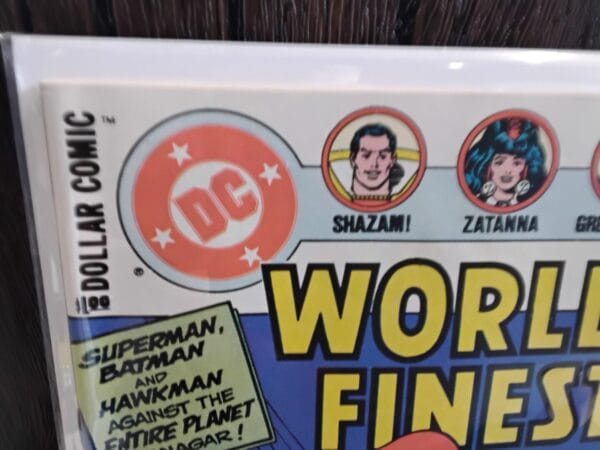 DOLLAR COMIC ™
$1.00
DC
®
SHAZAM!
ZATANNA
WORLD
FINEST
SUPERMAN,
BATMAN
AND
HAWKMAN
AGAINST THE
ENTIRE PLANET